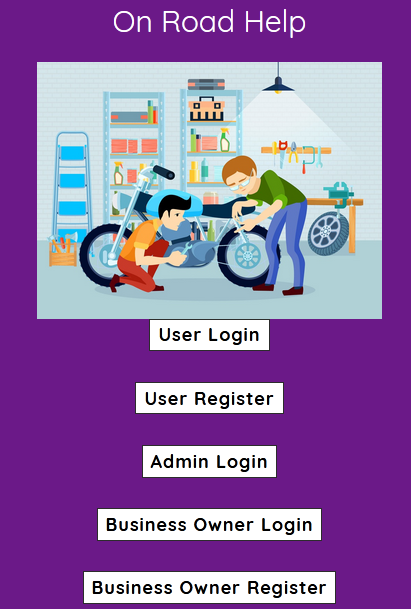 On Road Help
User Login
User Register
Admin Login
Business Owner Login
Business Owner Register